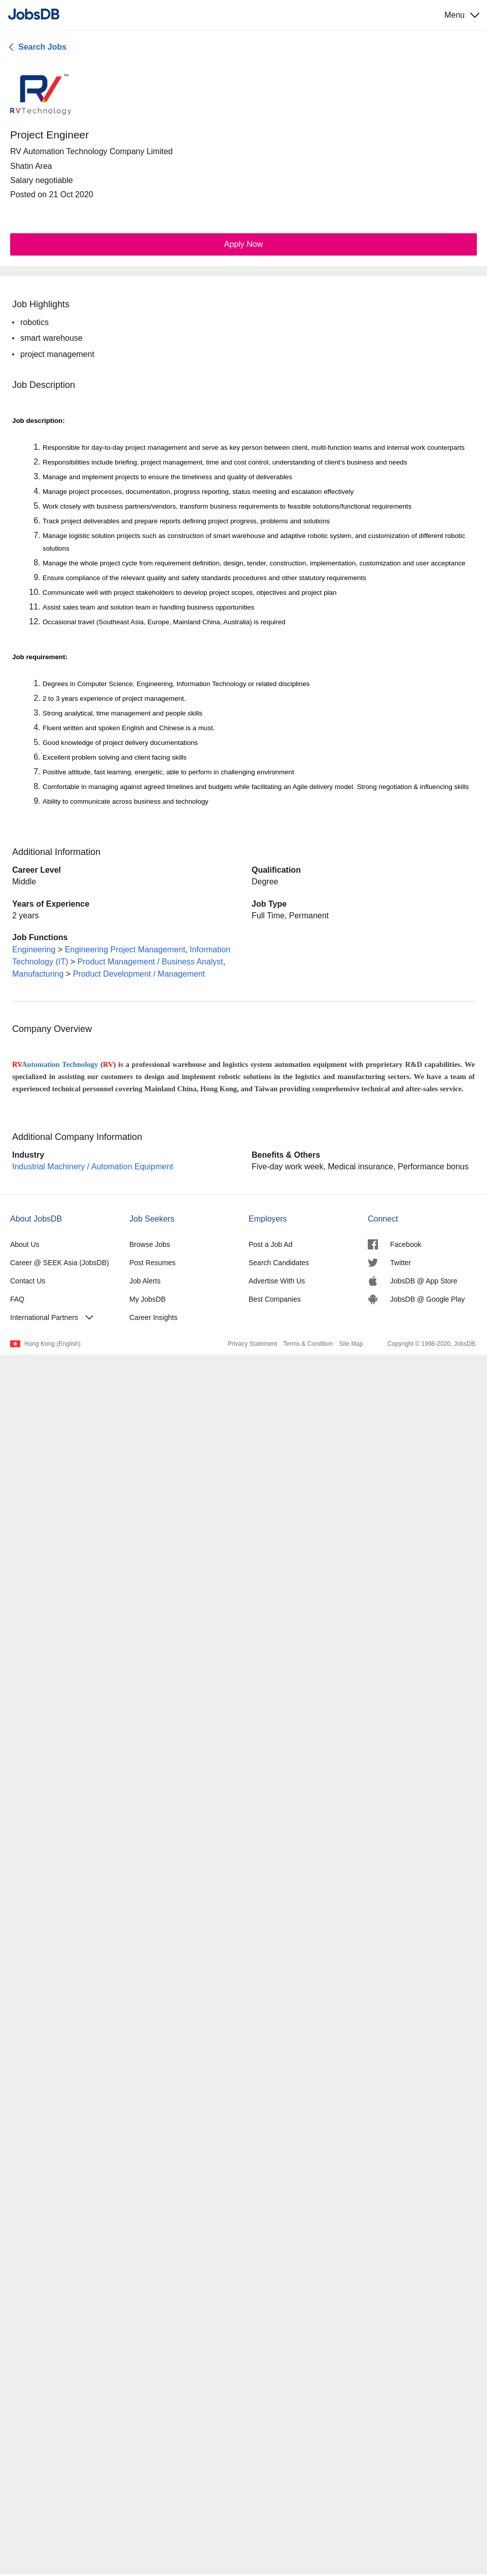 JobsDB
Menu
Search Jobs
RV™
RVTechnology
Project Engineer
RV Automation Technology Company Limited
Shatin Area
Salary negotiable
Posted on 21 Oct 2020
Apply Now
Job Highlights
• robotics
• smart warehouse
• project management
Job Description
Job description:
1. Responsible for day-to-day project management and serve as key person between client, multi-function teams and internal work counterparts
2. Responsibilities include briefing, project management, time and cost control, understanding of client's business and needs
3. Manage and implement projects to ensure the timeliness and quality of deliverables
4. Manage project processes, documentation, progress reporting, status meeting and escalation effectively
5. Work closely with business partners/vendors, transform business requirements to feasible solutions/functional requirements
6. Track project deliverables and prepare reports defining project progress, problems and solutions
7. Manage logistic solution projects such as construction of smart warehouse and adaptive robotic system, and customization of different robotic
solutions
8. Manage the whole project cycle from requirement definition, design, tender, construction, implementation, customization and user acceptance
9. Ensure compliance of the relevant quality and safety standards procedures and other statutory requirements
10. Communicate well with project stakeholders to develop project scopes, objectives and project plan
11. Assist sales team and solution team in handling business opportunities
12. Occasional travel (Southeast Asia, Europe, Mainland China, Australia) is required
Job requirement:
1. Degrees in Computer Science, Engineering, Information Technology or related disciplines
2. 2 to 3 years experience of project management.
3. Strong analytical, time management and people skills
4. Fluent written and spoken English and Chinese is a must.
5. Good knowledge of project delivery documentations
6. Excellent problem solving and client facing skills
7. Positive attitude, fast learning, energetic, able to perform in challenging environment
8. Comfortable in managing against agreed timelines and budgets while facilitating an Agile delivery model. Strong negotiation & influencing skills
9. Ability to communicate across business and technology
Additional Information
Career Level
Middle
Qualification
Degree
Years of Experience
2 years
Job Type
Full Time, Permanent
Job Functions
Engineering > Engineering Project Management, Information
Technology (IT) > Product Management / Business Analyst,
Manufacturing > Product Development / Management
Company Overview
RVAutomation Technology (RV) is a professional warehouse and logistics system automation equipment with proprietary R&D capabilities. We
specialized in assisting our customers to design and implement robotic solutions in the logistics and manufacturing sectors. We have a team of
experienced technical personnel covering Mainland China, Hong Kong, and Taiwan providing comprehensive technical and after-sales service.
Additional Company Information
Industry
Industrial Machinery / Automation Equipment
Benefits & Others
Five-day work week, Medical insurance, Performance bonus
About JobsDB
About Us
Career @ SEEK Asia (JobsDB)
Contact Us
FAQ
International Partners
Job Seekers
Browse Jobs
Post Resumes
Job Alerts
My JobsDB
Career Insights
Employers
Post a Job Ad
Search Candidates
Advertise With Us
Best Companies
Connect
Facebook
Twitter
JobsDB @ App Store
JobsDB @ Google Play
Hong Kong (English)
Privacy Statement Terms & Condition Site Map
Copyright © 1998-2020, JobsDB.